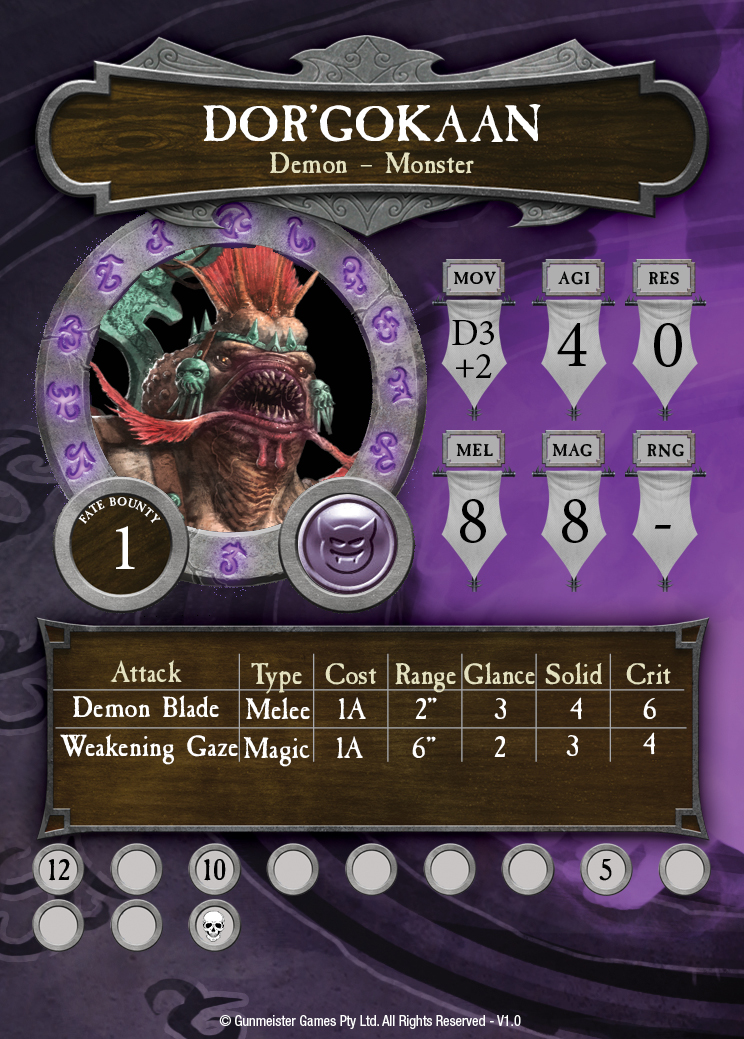 DOR'GOKAAN
Demon – Monster
MOV AGI RES
D3 +2 4 0
MEL MAG RNG
8 8 -
FATE BOUNTY
1
Attack Type Cost Range Glance Solid Crit
Demon Blade Melee 1A 2" 3 4 6
Weakening Gaze Magic 1A 6" 2 3 4
12 10 5
© Gunmeister Games Pty Ltd. All Rights Reserved - V1.0